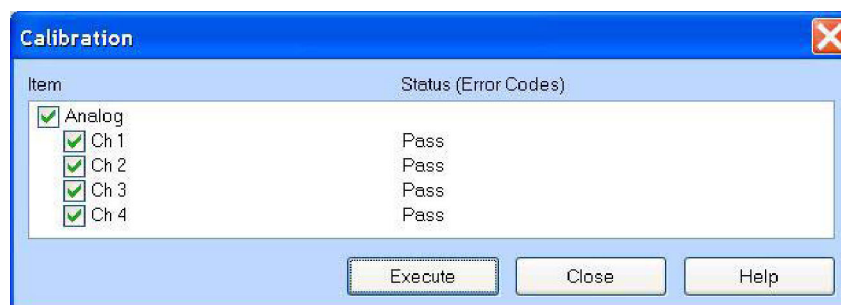 Calibration
Item Status (Error Codes)
Analog
Ch 1 Pass
Ch 2 Pass
Ch 3 Pass
Ch 4 Pass
Execute Close Help